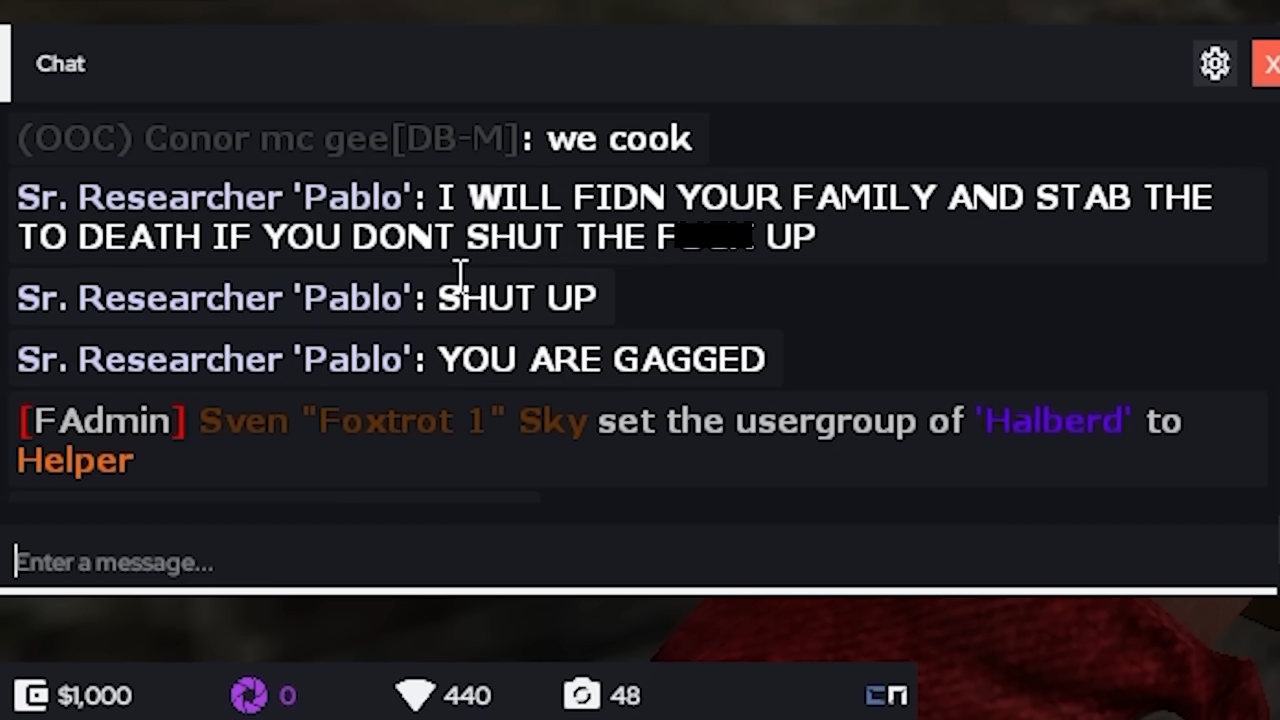 Chat
X
(OOC) Conor mc gee[DB-M]: we cook
Sr. Researcher 'Pablo': I WILL FIDN YOUR FAMILY AND STAB THE
TO DEATH IF YOU DONT SHUT THE F UP
Sr. Researcher 'Pablo': SHUT UP
Sr. Researcher 'Pablo': YOU ARE GAGGED
[FAdmin] Sven "Foxtrot 1" Sky set the usergroup of 'Halberd' to
Helper
Enter a message...
$1,000 0 440 48